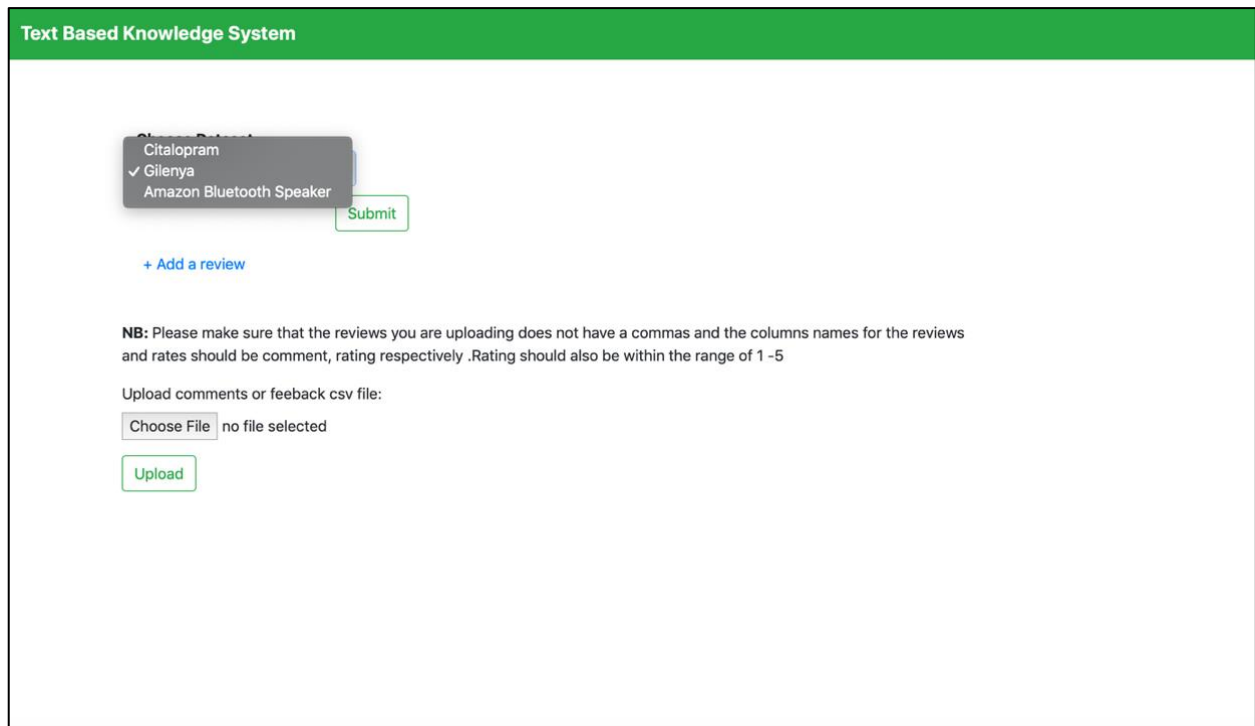 Text Based Knowledge System
Choose Dataset
Citalopram
✓ Gilenya
Amazon Bluetooth Speaker
Submit
+ Add a review
NB: Please make sure that the reviews you are uploading does not have a commas and the columns names for the reviews
and rates should be comment, rating respectively .Rating should also be within the range of 1 -5
Upload comments or feeback csv file:
Choose File no file selected
Upload